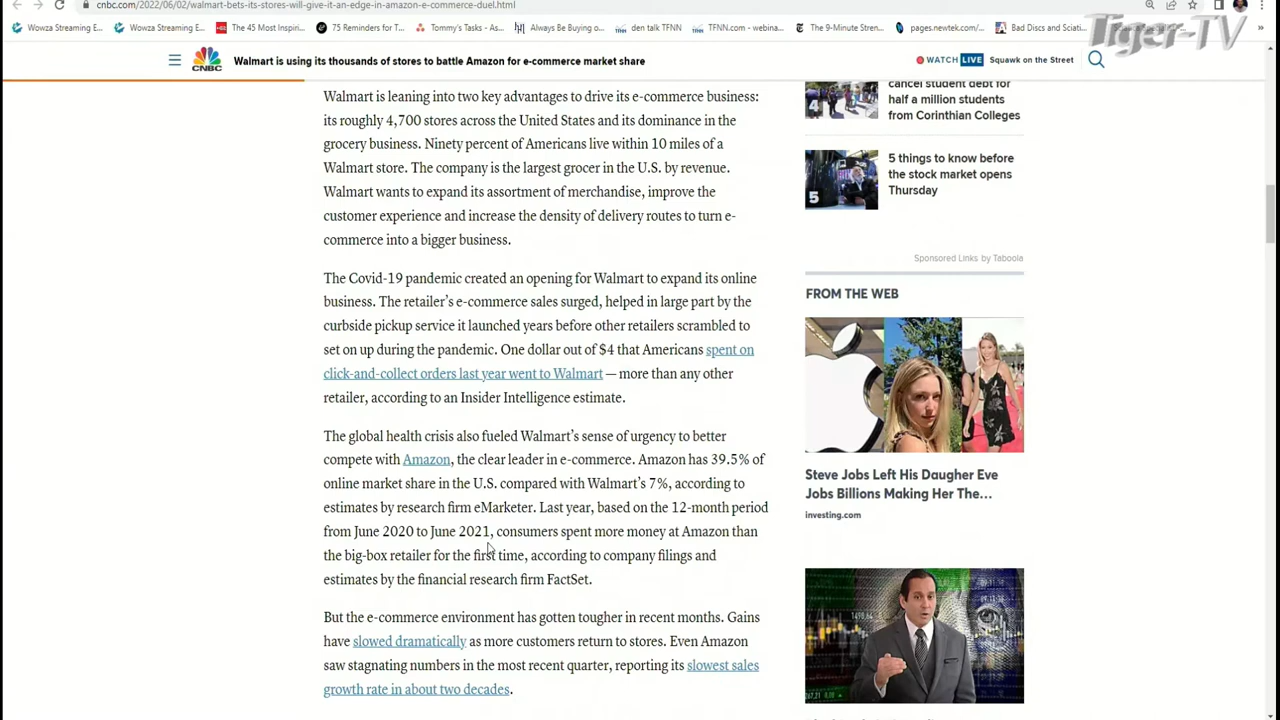 cnbc.com/2022/06/02/walmart-bets-its-stores-will-give-it-an-edge-in-amazon-e-commerce-duel.html
Wowza Streaming E...
Wowza Streaming E...
The 45 Most Inspiri...
75 Reminders for T...
Tommy's Tasks - As...
Always Be Buying o...
den talk TFNN
TFNN.com - webina...
The 9-Minute Stren...
pages.newtek.com/...
Bad Discs and Sciati...
Tiger-TV
CNBC
Walmart is using its thousands of stores to battle Amazon for e-commerce market share
WATCH LIVE
Squawk on the Street
Walmart is leaning into two key advantages to drive its e-commerce business:
its roughly 4,700 stores across the United States and its dominance in the
grocery business. Ninety percent of Americans live within 10 miles of a
Walmart store. The company is the largest grocer in the U.S. by revenue.
Walmart wants to expand its assortment of merchandise, improve the
customer experience and increase the density of delivery routes to turn e-
commerce into a bigger business.
The Covid-19 pandemic created an opening for Walmart to expand its online
business. The retailer's e-commerce sales surged, helped in large part by the
curbside pickup service it launched years before other retailers scrambled to
set on up during the pandemic. One dollar out of $4 that Americans spent on
click-and-collect orders last year went to Walmart — more than any other
retailer, according to an Insider Intelligence estimate.
The global health crisis also fueled Walmart's sense of urgency to better
compete with Amazon, the clear leader in e-commerce. Amazon has 39.5% of
online market share in the U.S. compared with Walmart's 7%, according to
estimates by research firm eMarketer. Last year, based on the 12-month period
from June 2020 to June 2021, consumers spent more money at Amazon than
the big-box retailer for the first time, according to company filings and
estimates by the financial research firm FactSet.
But the e-commerce environment has gotten tougher in recent months. Gains
have slowed dramatically as more customers return to stores. Even Amazon
saw stagnating numbers in the most recent quarter, reporting its slowest sales
growth rate in about two decades.
4
cancel student debt for
half a million students
from Corinthian Colleges
5
5 things to know before
the stock market opens
Thursday
Sponsored Links by Taboola
FROM THE WEB
Steve Jobs Left His Daugher Eve
Jobs Billions Making Her The...
investing.com